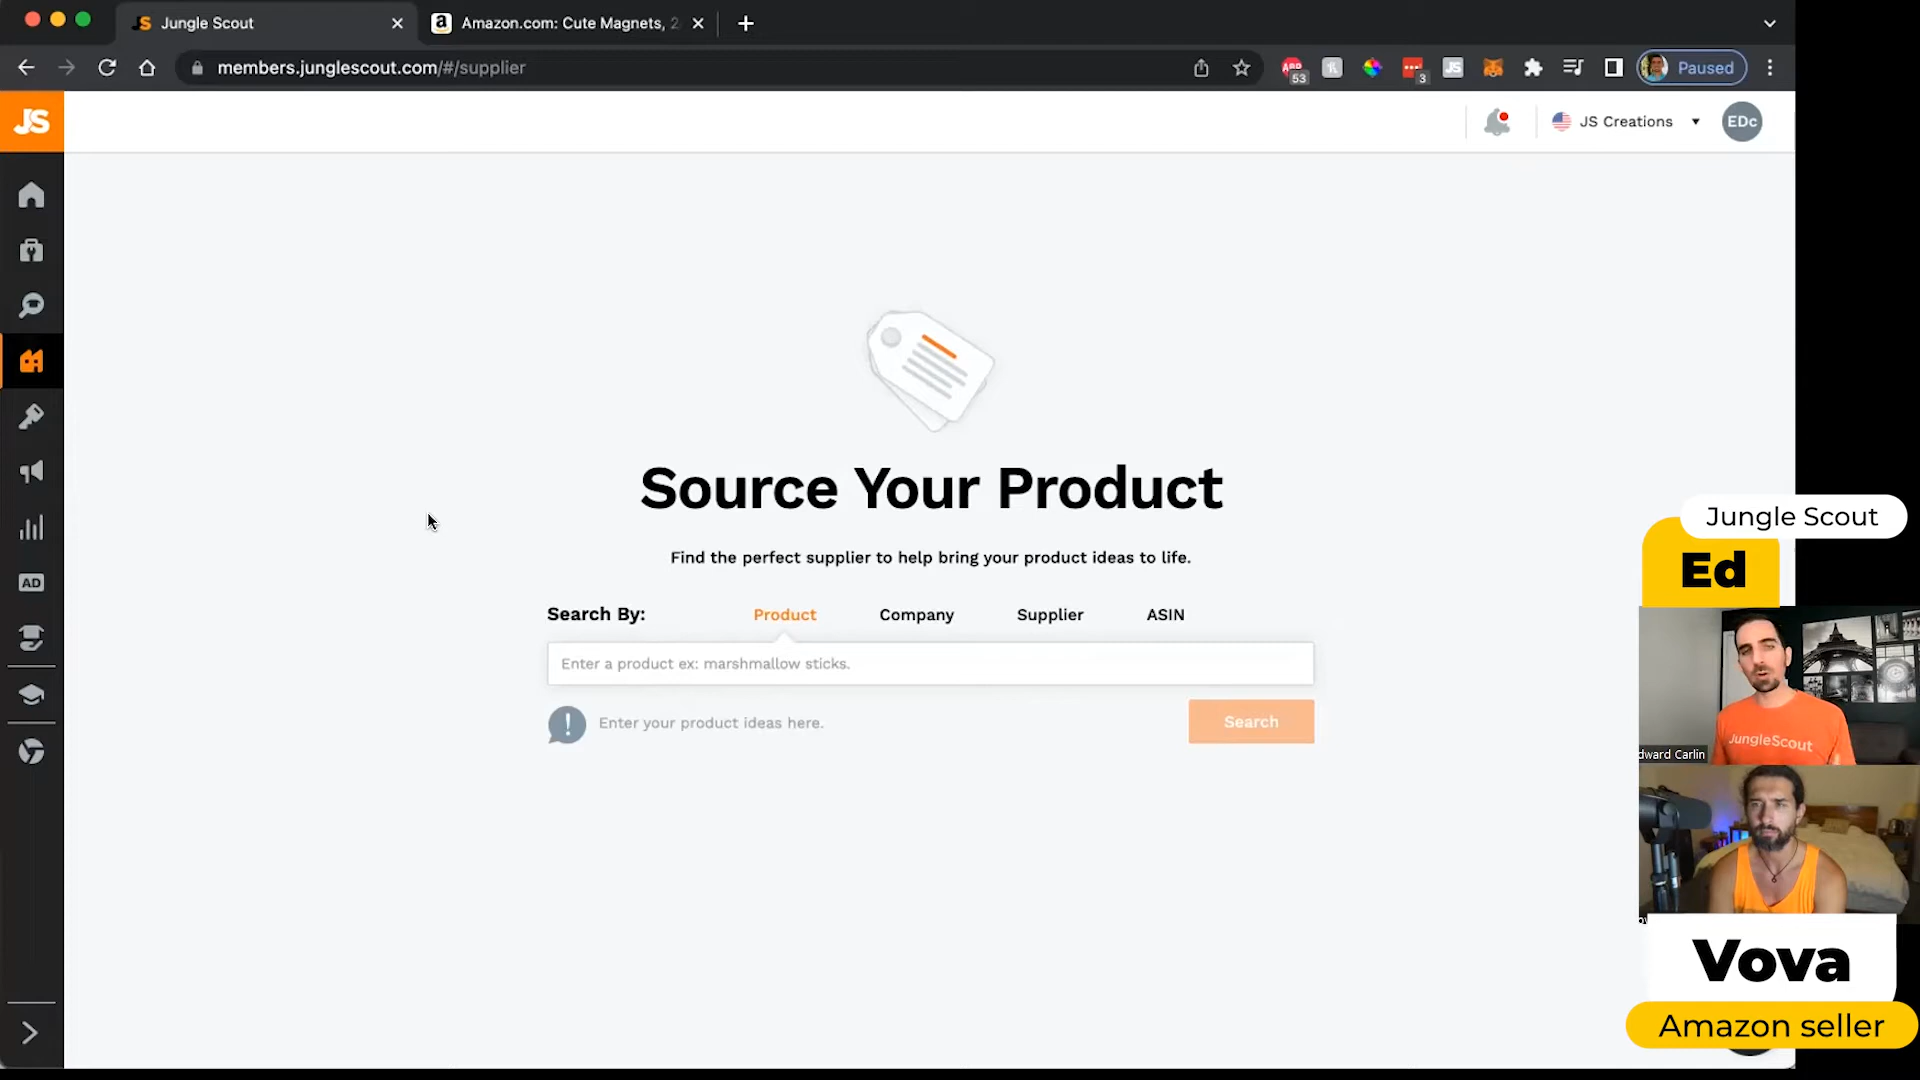 Jungle Scout
Amazon.com: Cute Magnets, 2
members.junglescout.com/#/supplier
ABP
53
3
JS
Paused
JS
JS Creations
EDc
AD
Source Your Product
Find the perfect supplier to help bring your product ideas to life.
Search By:
Product
Company
Supplier
ASIN
Enter a product ex: marshmallow sticks.
Enter your product ideas here.
Search
Jungle Scout
Ed
JungleScout
dward Carlin
Vova
Amazon seller